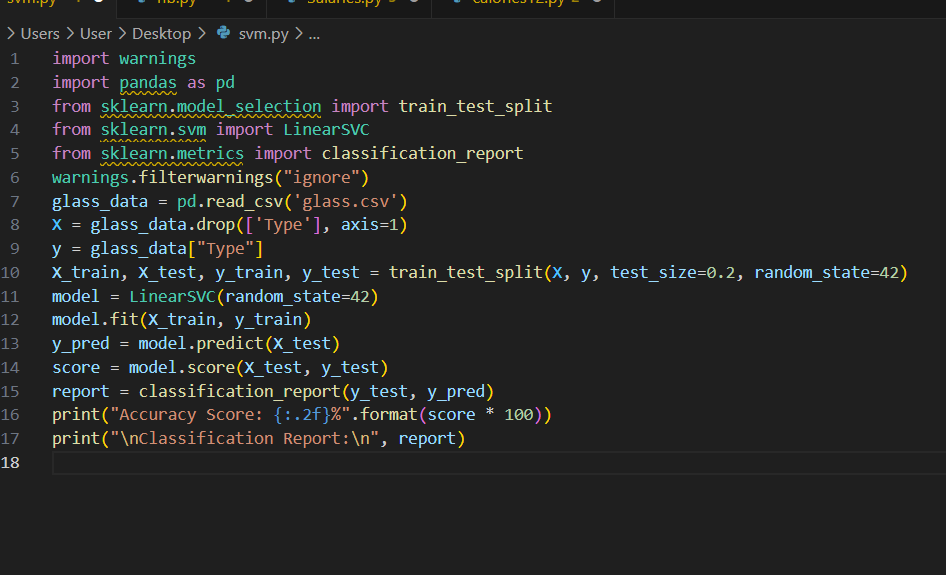 svm.py
nb.py
Salaries.py
calories12.py 2
> Users > User > Desktop > svm.py > ...
1 import warnings
2 import pandas as pd
3 from sklearn.model_selection import train_test_split
4 from sklearn.svm import LinearSVC
5 from sklearn.metrics import classification_report
6 warnings.filterwarnings("ignore")
7 glass_data = pd.read_csv('glass.csv')
8 X = glass_data.drop(['Type'], axis=1)
9 y = glass_data["Type"]
10 X_train, X_test, y_train, y_test = train_test_split(X, y, test_size=0.2, random_state=42)
11 model = LinearSVC(random_state=42)
12 model.fit(X_train, y_train)
13 y_pred = model.predict(X_test)
14 score = model.score(X_test, y_test)
15 report = classification_report(y_test, y_pred)
16 print("Accuracy Score: {:.2f}%".format(score * 100))
17 print("\nClassification Report:\n", report)
18